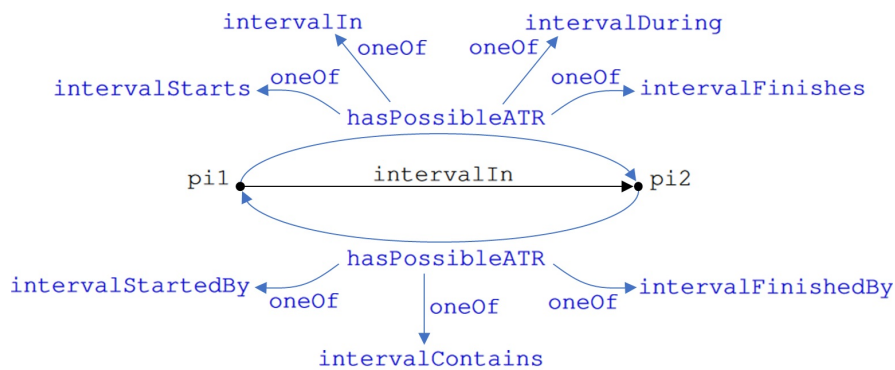 intervalIn
intervalDuring
oneOf
oneOf
intervalStarts
oneOf
oneOf
intervalFinishes
hasPossibleATR
pi1
intervalIn
pi2
hasPossibleATR
intervalStartedBy
oneOf
oneOf
oneOf
intervalFinishedBy
intervalContains